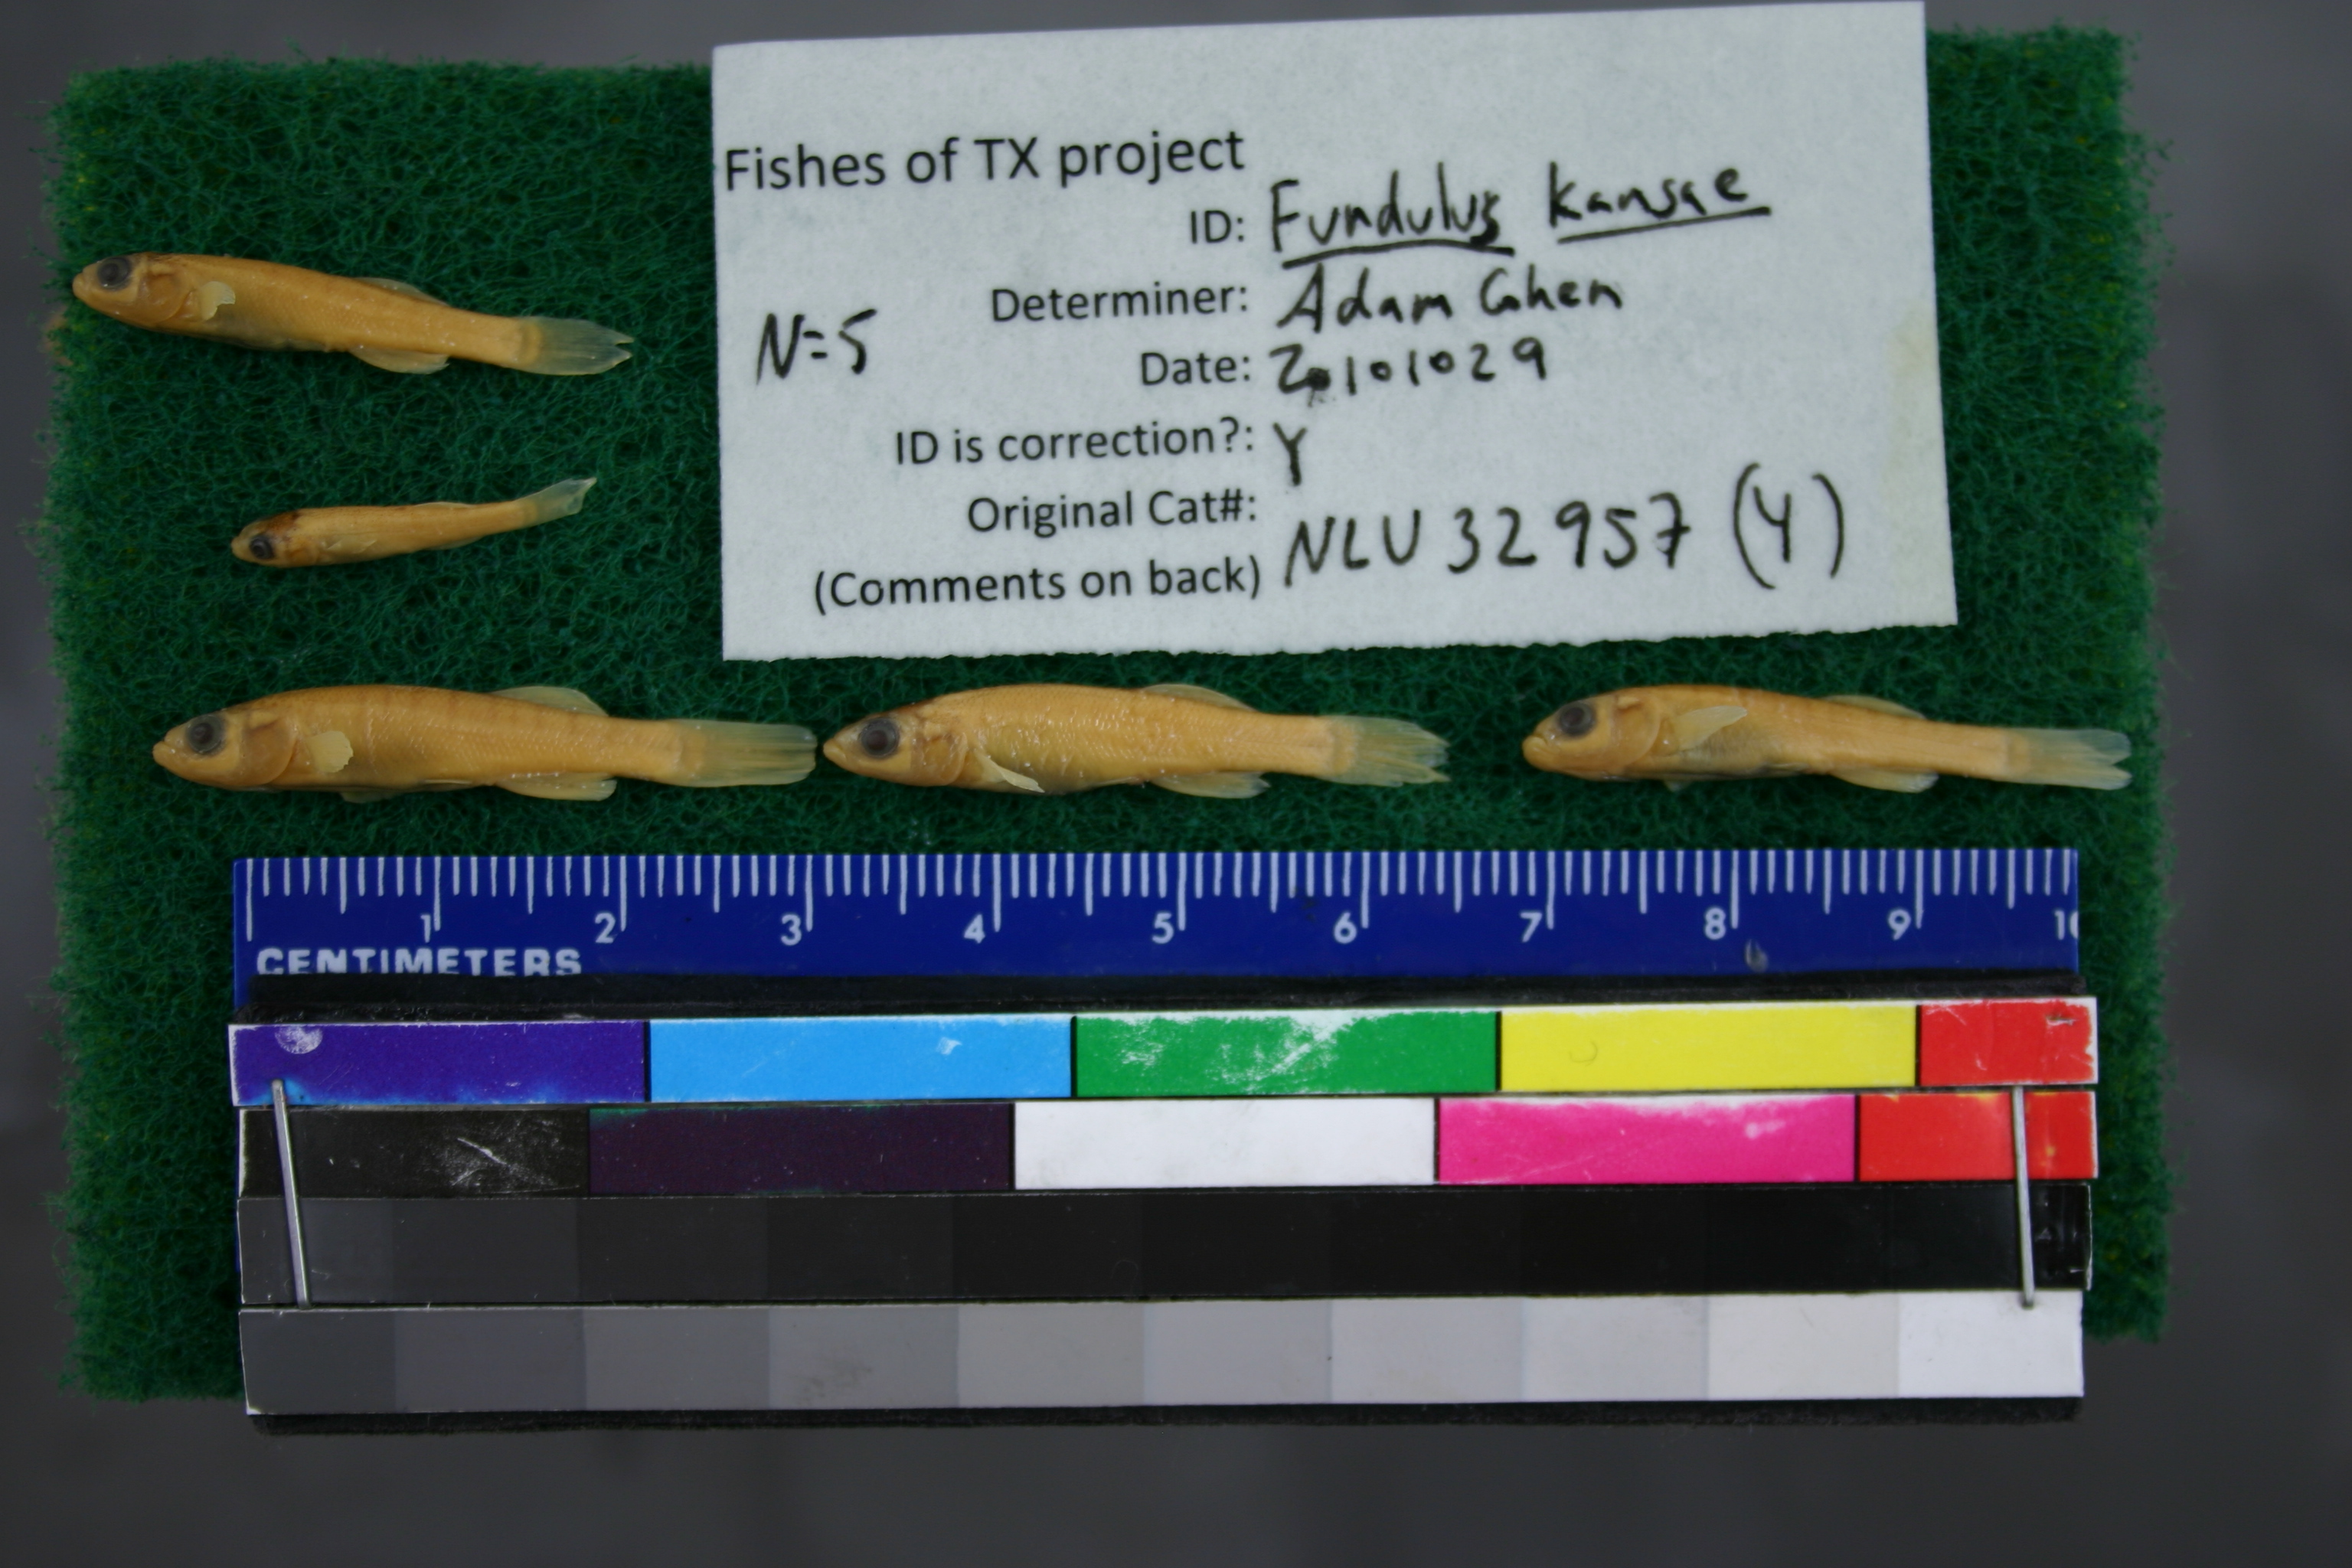 Fishes of TX project
ID: Fundulus kansae
Determiner: Adam Cohen
N=5
Date: 20101029
ID is correction?: Y
Original Cat#: NLU 32957 (4)
(Comments on back)
1 2 3 4 5 6 7 8 9 10
CENTIMETERS